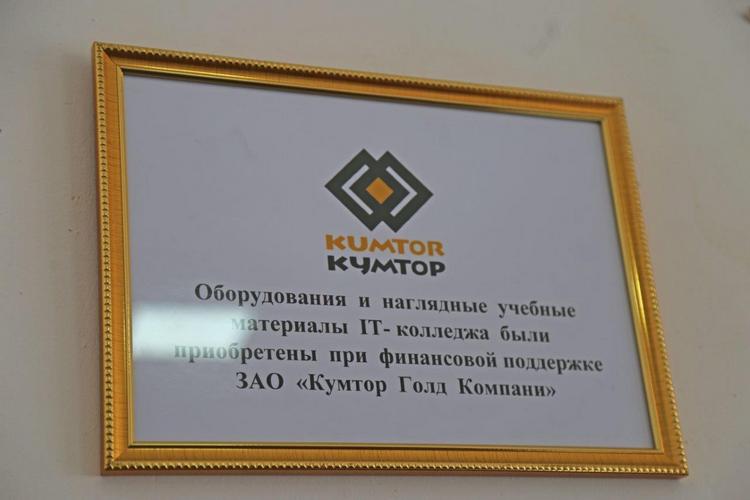 KUMTOR
КУМТОР
Оборудования и наглядные учебные
материалы IT- колледжа были
приобретены при финансовой поддержке
ЗАО «Кумтор Голд Компани»